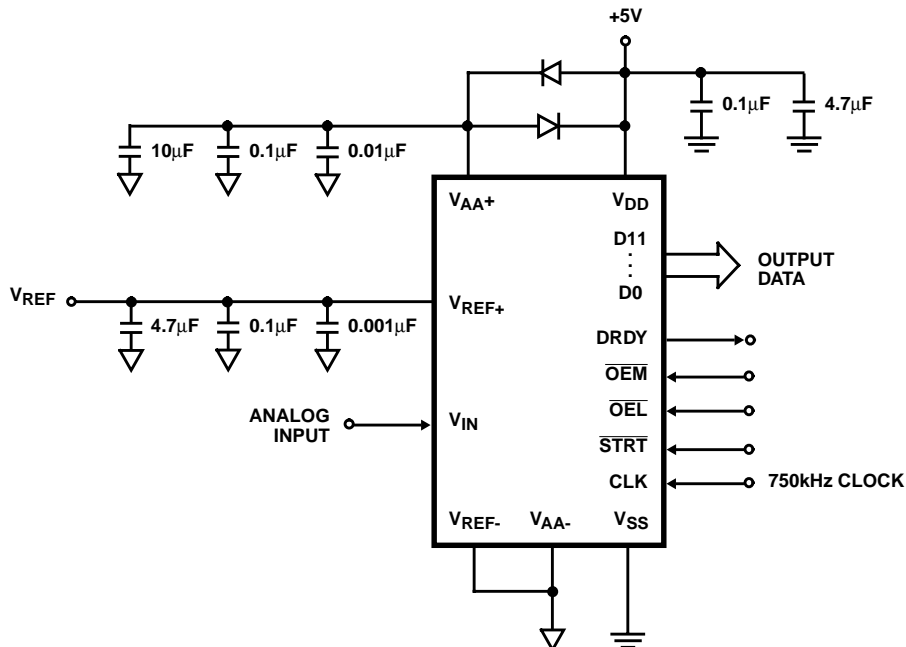 +5V
0.1μF
4.7μF
10μF
0.1μF
0.01μF
VAA+
VDD
D11
D0
OUTPUT
DATA
VREF
VREF+
4.7μF
0.1μF
0.001μF
DRDY
OEM
OEL
ANALOG
INPUT
VIN
STRT
CLK
750kHz CLOCK
VREF-
VAA-
VSS